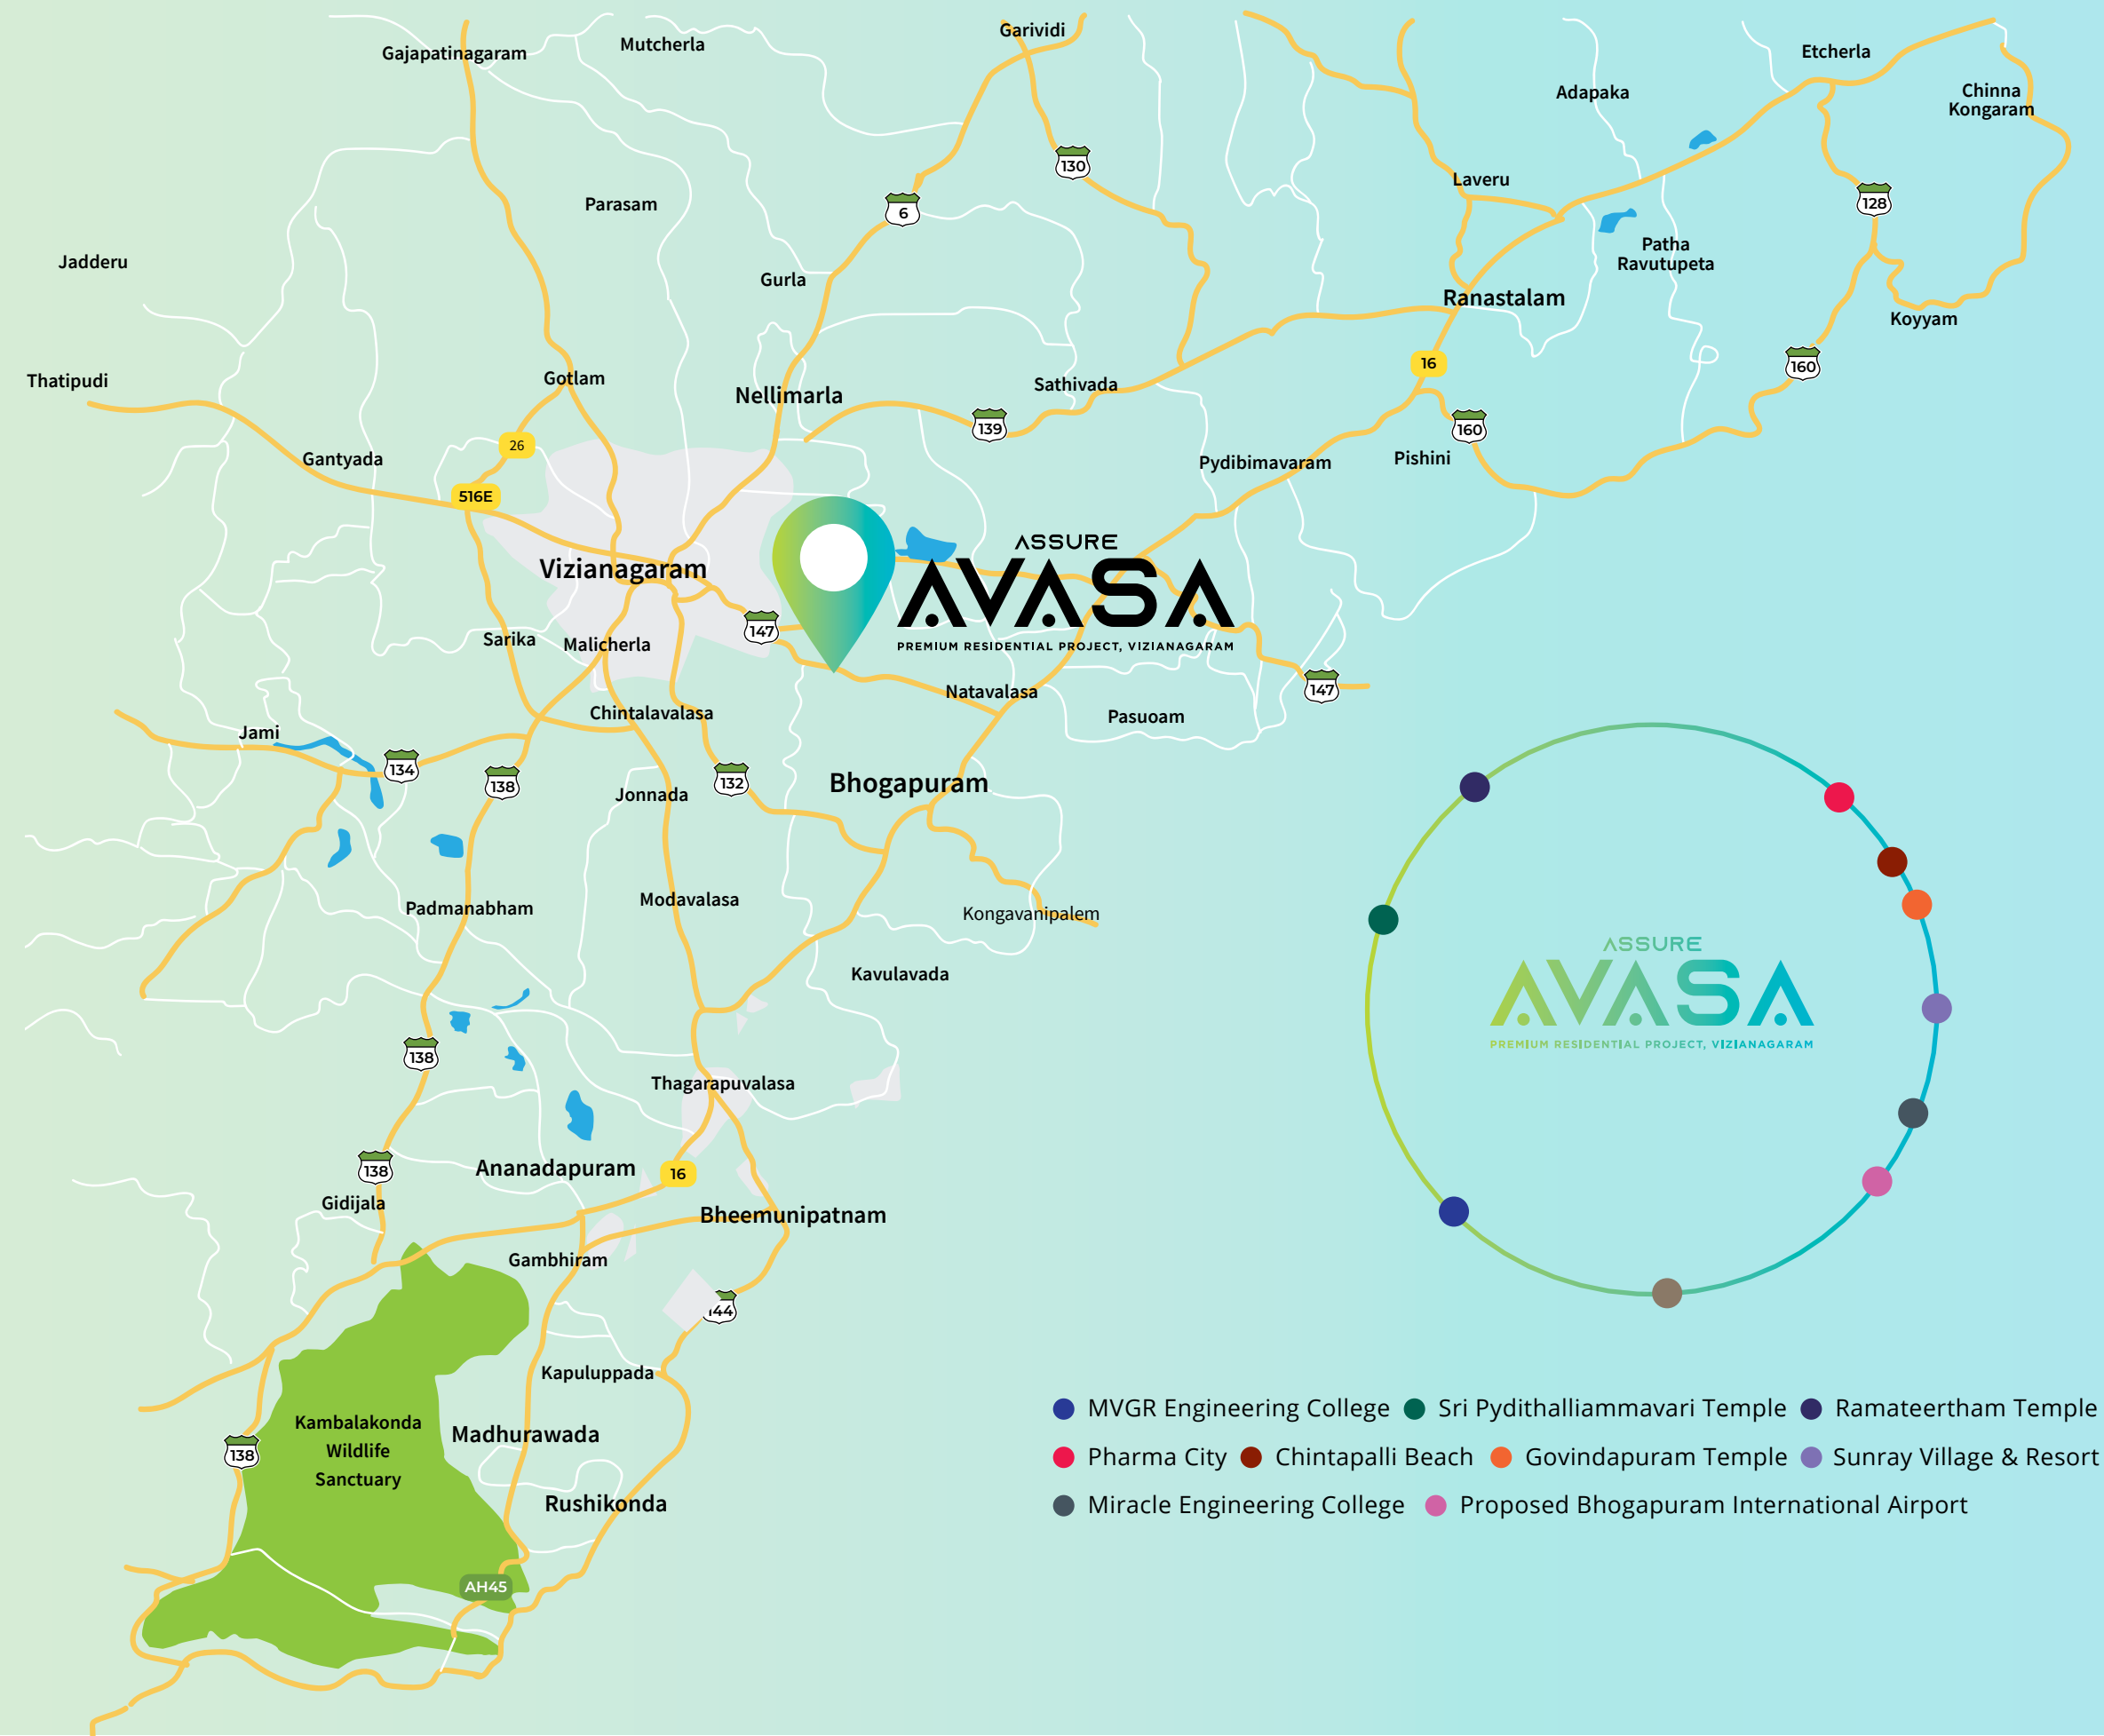 Garividi
Mutcherla
Gajapatinagaram
Etcherla
Adapaka
Chinna
Kongaram
130
Laveru
128
Parasam
6
Patha
Ravutupeta
Jadderu
Gurla
Ranastalam
Koyyam
16
160
Thatipudi
Gotlam
Sathivada
Nellimarla
139
160
26
Gantyada
Pydibimavaram
Pishini
516E
ASSURE
AVASA
PREMIUM RESIDENTIAL PROJECT, VIZIANAGARAM
Vizianagaram
147
Sarika
Malicherla
Natavalasa
147
Chintalavalasa
Pasuoam
Jami
134
138
132
Bhogapuram
Jonnada
Modavalasa
Padmanabham
Kongavanipalem
Kavulavada
ASSURE
AVASA
PREMIUM RESIDENTIAL PROJECT, VIZIANAGARAM
138
Thagarapuvalasa
138
Ananadapuram
16
Gidijala
Bheemunipatnam
Gambhiram
44
Kapuluppada
Kambalakonda
Wildlife
Sanctuary
Madhurawada
138
Rushikonda
AH45
MVGR Engineering College Sri Pydithalliammavari Temple Ramateertham Temple
Pharma City Chintapalli Beach Govindapuram Temple Sunray Village & Resort
Miracle Engineering College Proposed Bhogapuram International Airport